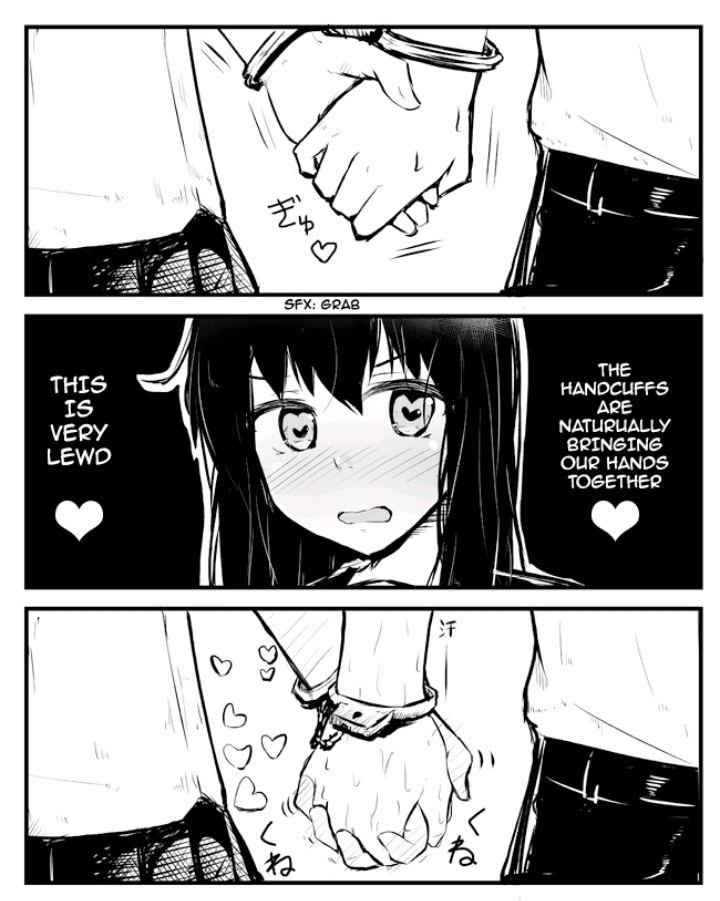 ぎゅ♡
SFX: GRAB
THE
HANDCUFFS
ARE
NATURUALLY
BRINGING
OUR HANDS
TOGETHER
♥
THIS
IS
VERY
LEWD
♥
汗
くね
くね